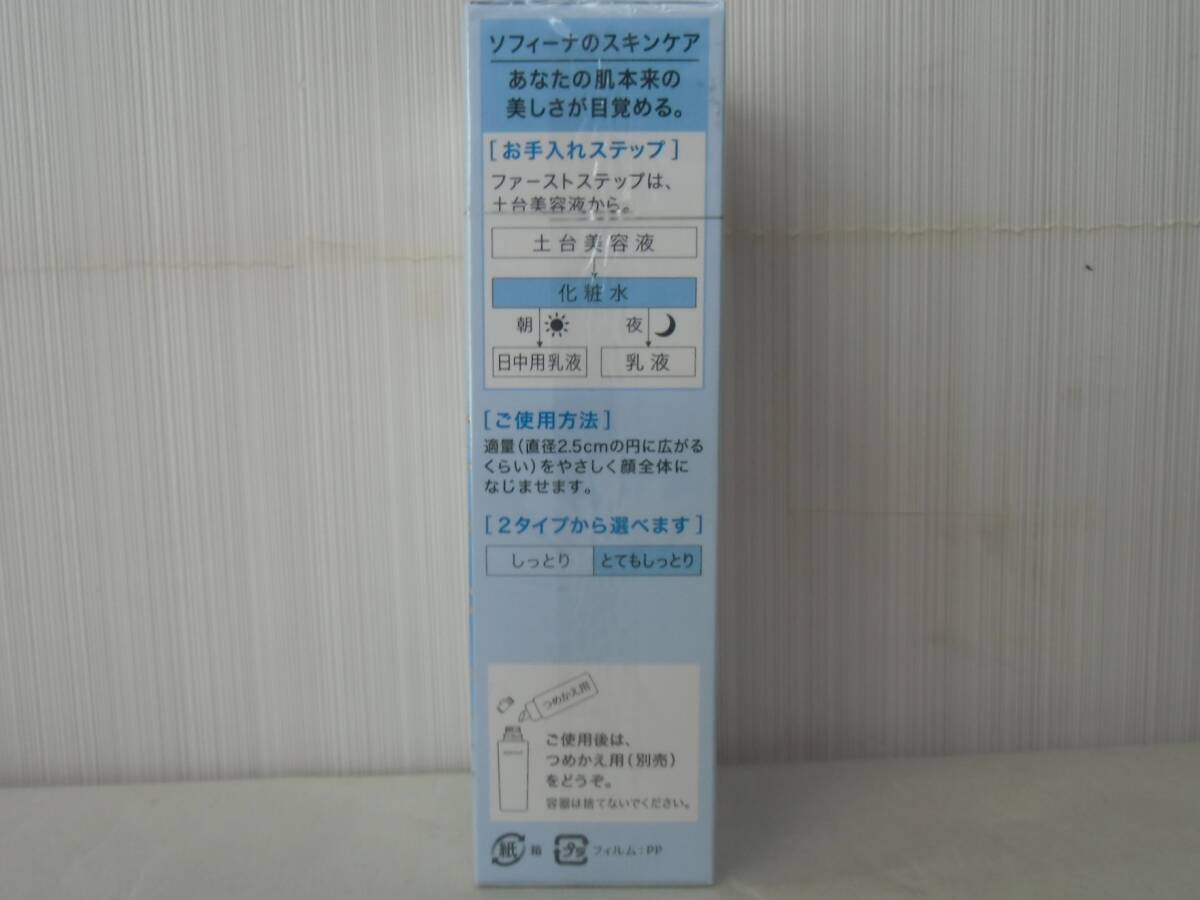 ソフィーナのスキンケア
あなたの肌本来の
美しさが目覚める。
[お手入れステップ]
ファーストステップは、
土台美容液から。
土台美容液
化粧水
朝 夜
日中用乳液 乳液
[ご使用方法]
適量(直径2.5cmの円に広がる
くらい)をやさしく顔全体に
なじませます。
[2タイプから選べます]
しっとり とてもしっとり
つめかえ用
ご使用後は、
つめかえ用(別売)
をどうぞ。
容器は捨てないでください。
紙 箱 プラ フィルム:PP